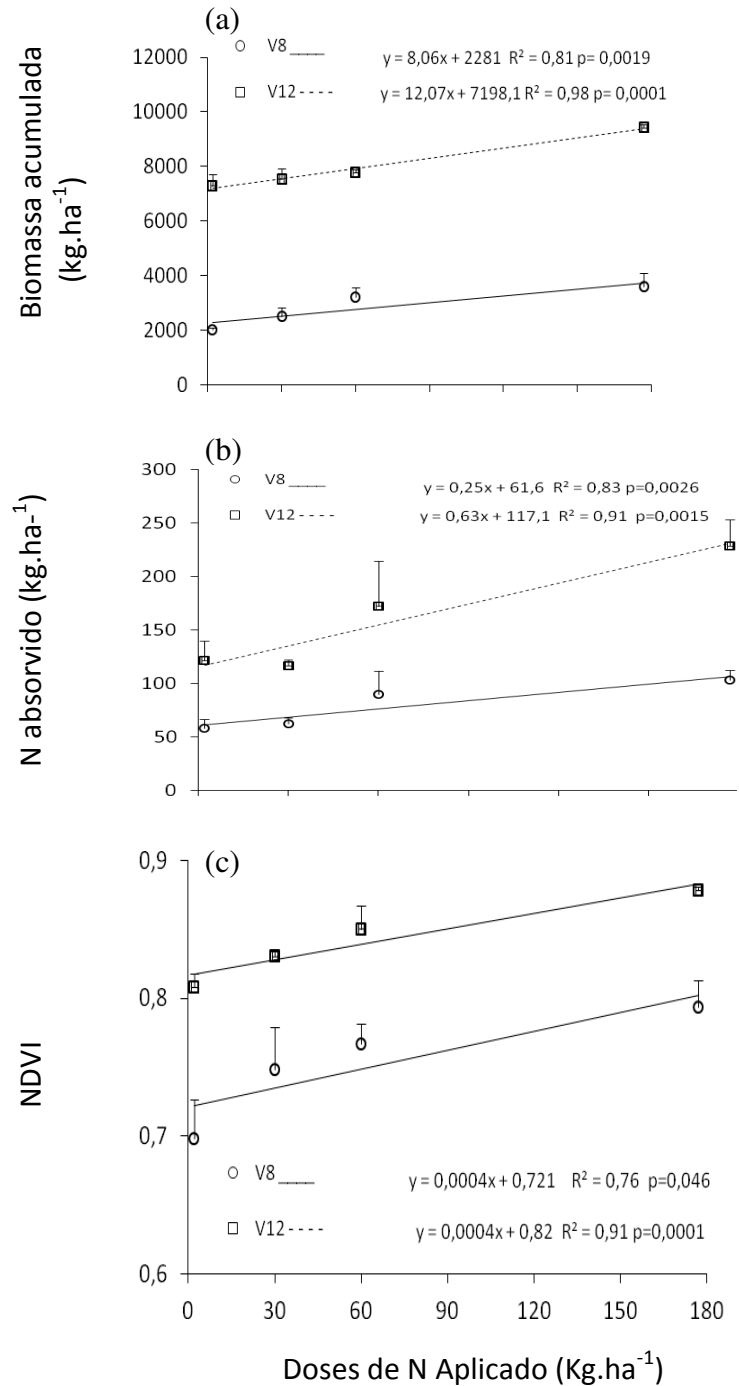 (a)
V8 y = 8,06x + 2281 R² = 0,81 p= 0,0019
V12 y = 12,07x + 7198,1 R² = 0,98 p= 0,0001
Biomassa acumulada
(kg.ha⁻¹)
12000
10000
8000
6000
4000
2000
0
(b)
V8 y = 0,25x + 61,6 R² = 0,83 p=0,0026
V12 y = 0,63x + 117,1 R² = 0,91 p=0,0015
N absorvido (kg.ha-¹)
300
250
200
150
100
50
0
(c)
NDVI
0,9
0,8
0,7
0,6
V8 y = 0,0004x + 0,721 R² = 0,76 p=0,046
V12 y = 0,0004x + 0,82 R² = 0,91 p=0,0001
0 30 60 90 120 150 180
Doses de N Aplicado (Kg.ha⁻¹)